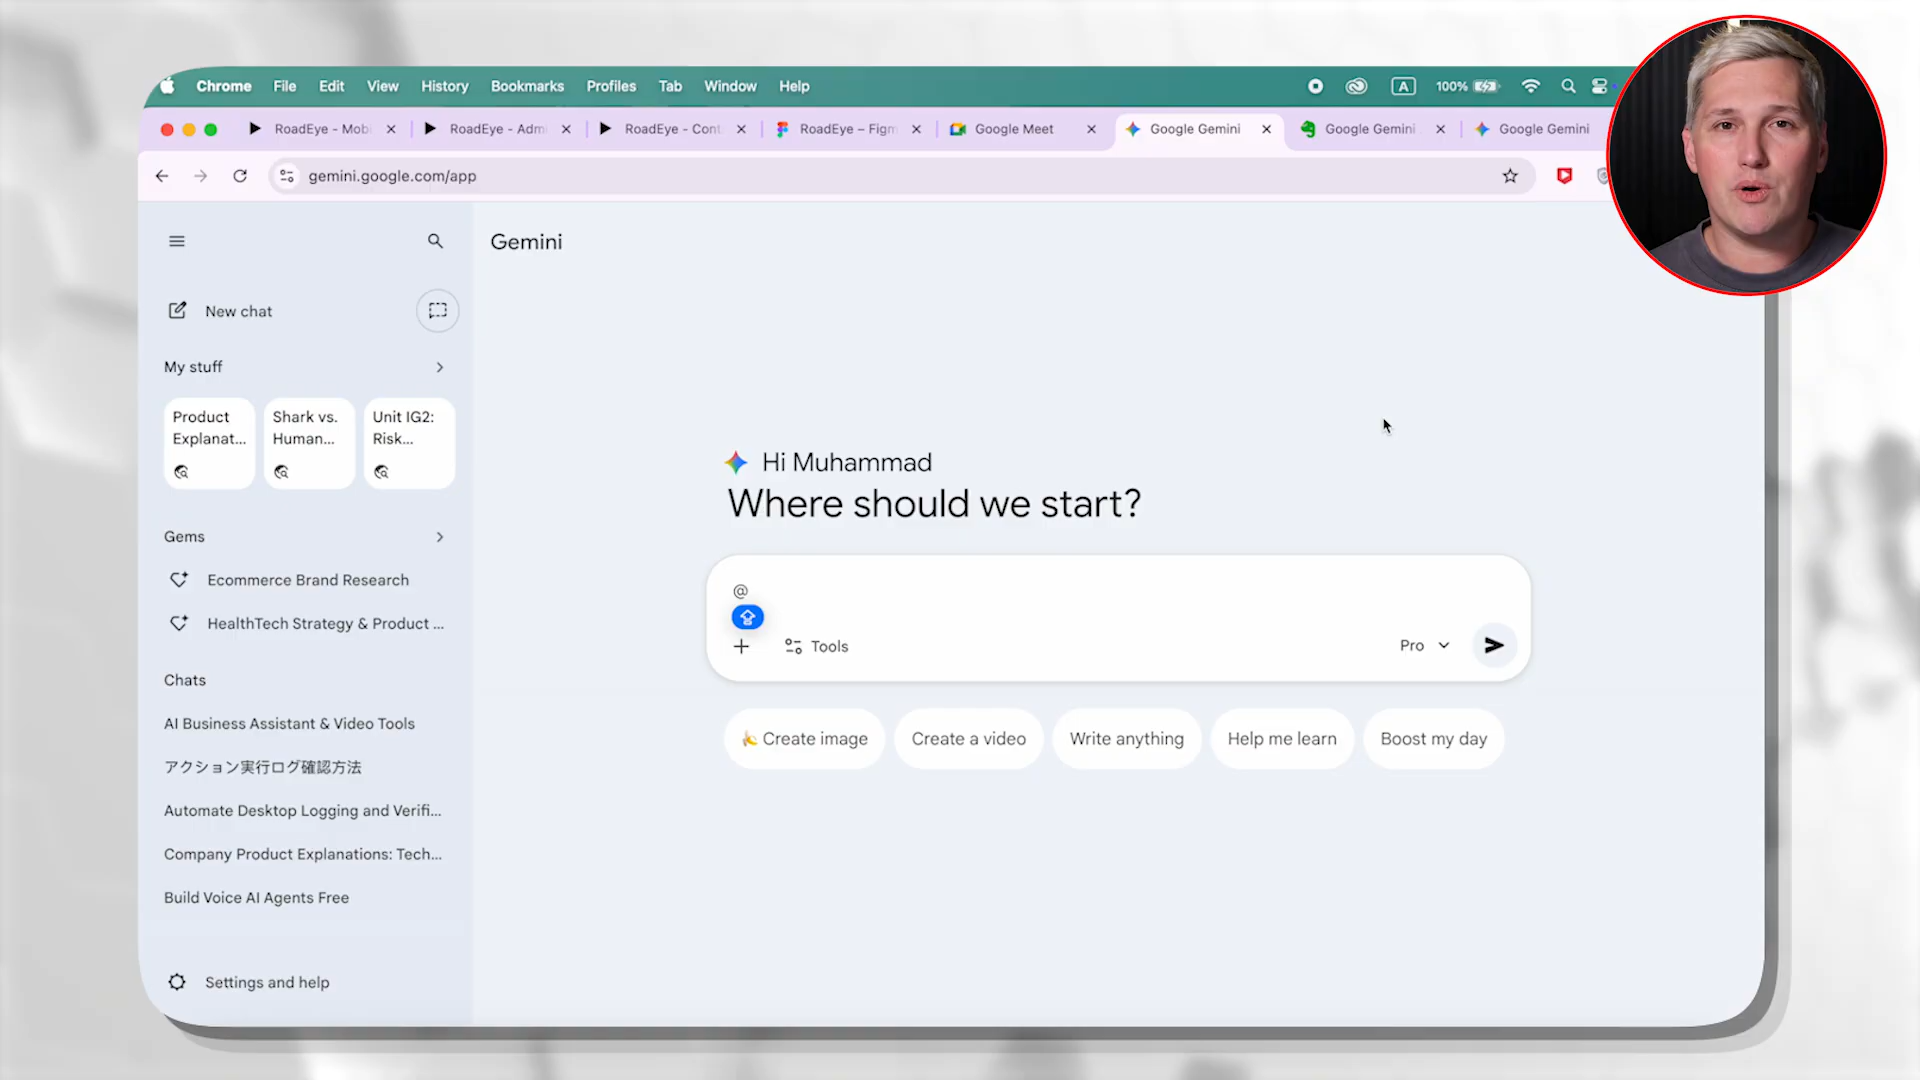 Chrome File Edit View History Bookmarks Profiles Tab Window Help A 100%
RoadEye - Mobi RoadEye - Admi RoadEye - Cont RoadEye – Figm Google Meet Google Gemini Google Gemini Google Gemini
gemini.google.com/app
Gemini
New chat
My stuff
Product Explanat...
Shark vs. Human...
Unit IG2: Risk...
Gems
Ecommerce Brand Research
HealthTech Strategy & Product ...
Chats
AI Business Assistant & Video Tools
アクション実行ログ確認方法
Automate Desktop Logging and Verifi...
Company Product Explanations: Tech...
Build Voice AI Agents Free
Settings and help
Hi Muhammad
Where should we start?
@
Tools
Pro
Create image Create a video Write anything Help me learn Boost my day